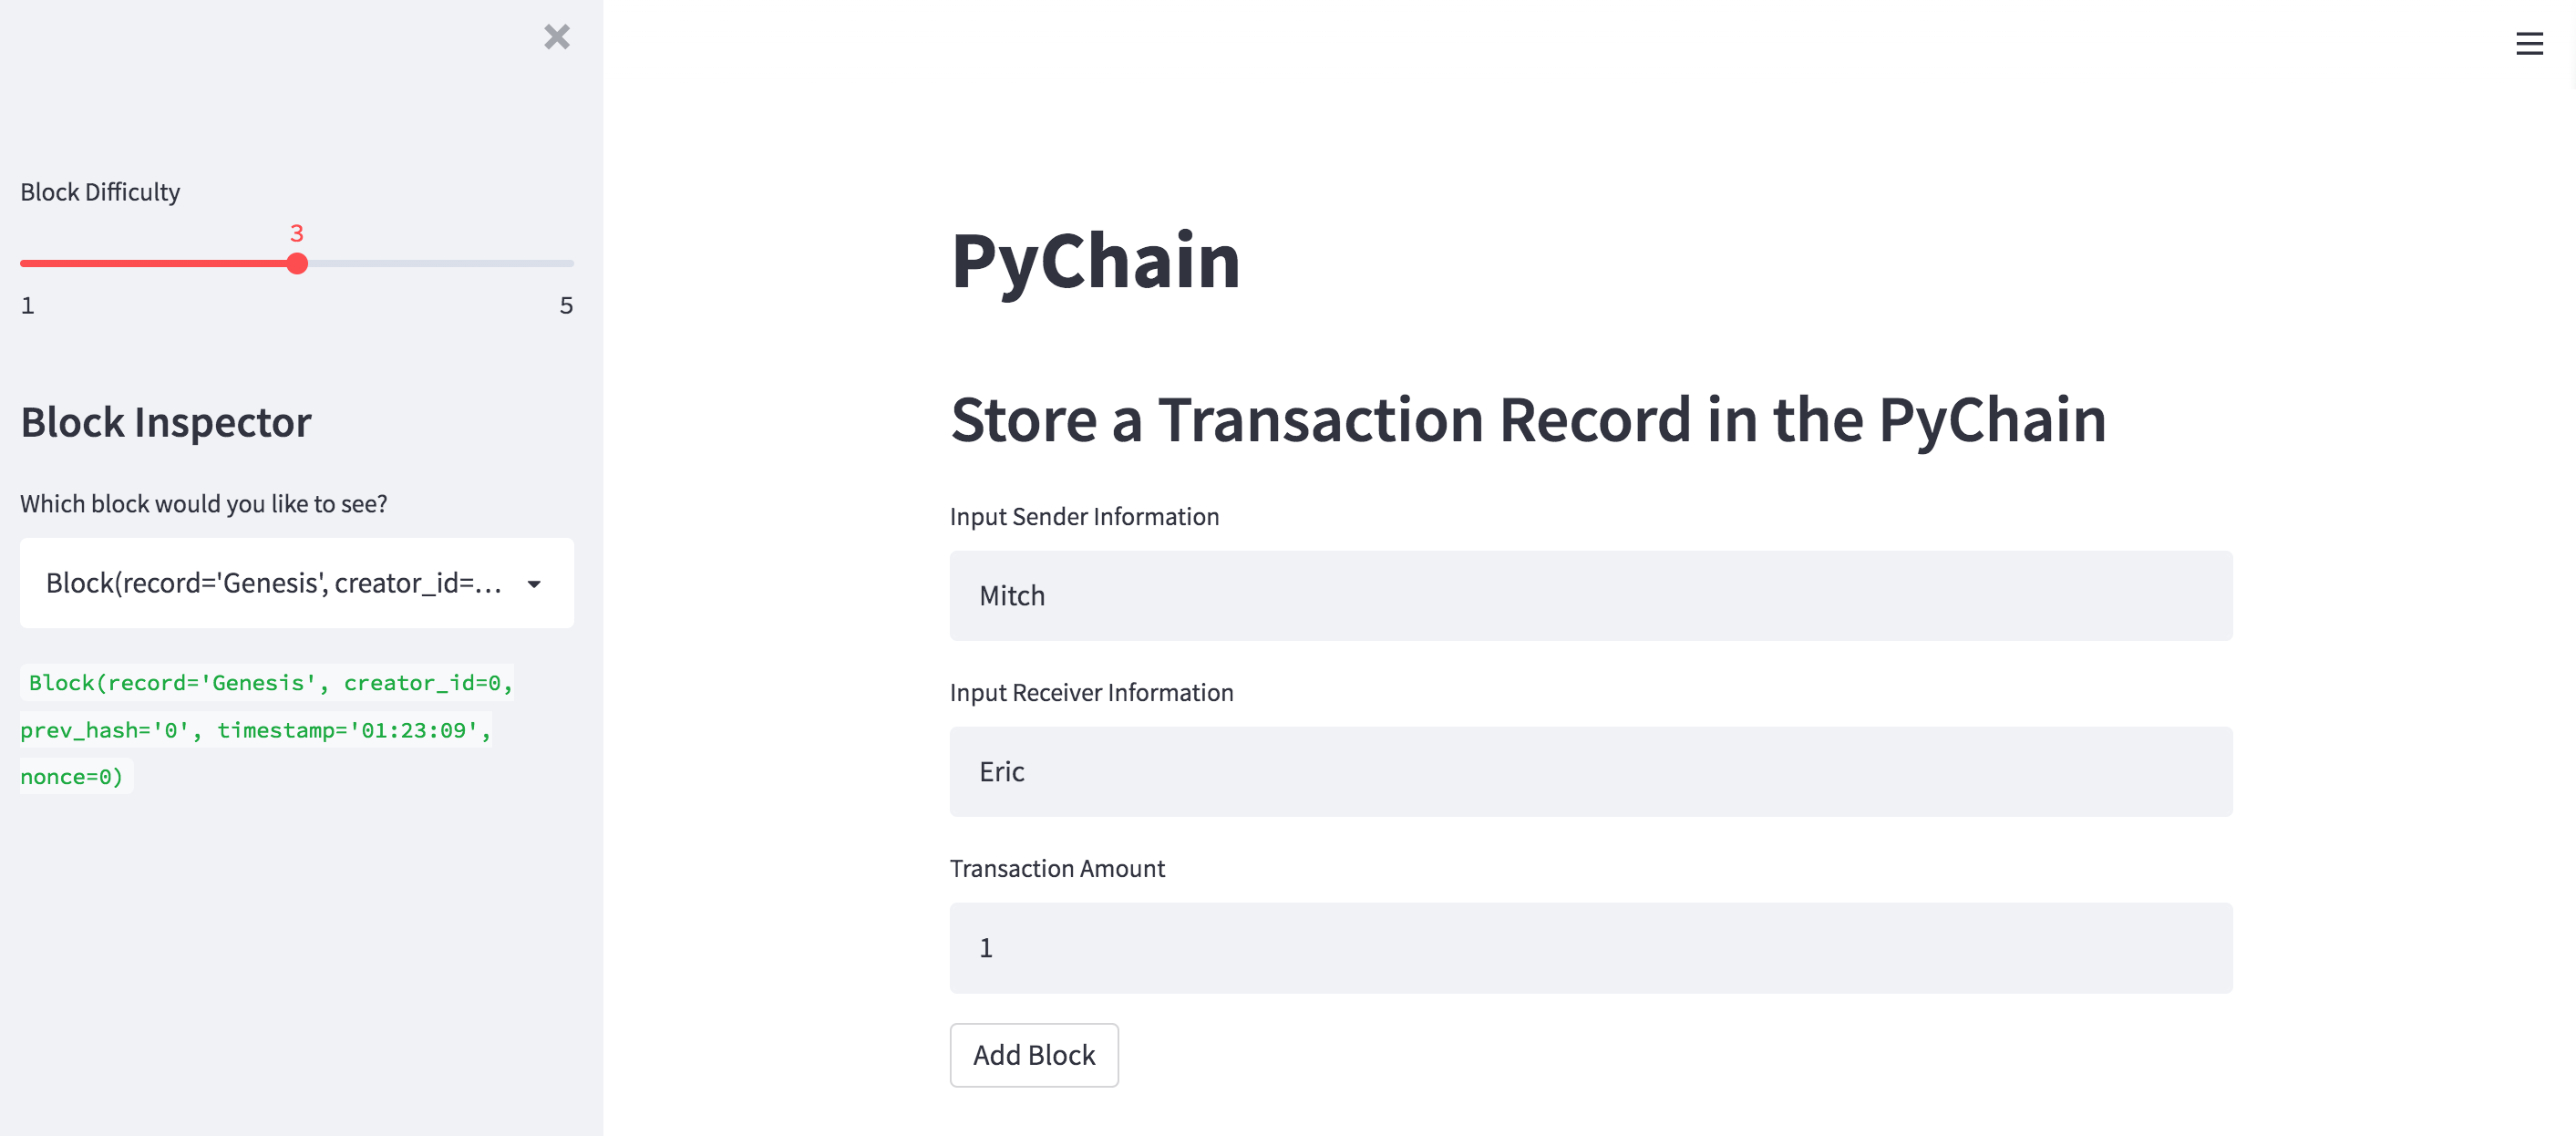 Block Difficulty
3
1 5
Block Inspector
Which block would you like to see?
Block(record='Genesis', creator_id=...
Block(record='Genesis', creator_id=0,
prev_hash='0', timestamp='01:23:09',
nonce=0)
PyChain
Store a Transaction Record in the PyChain
Input Sender Information
Mitch
Input Receiver Information
Eric
Transaction Amount
1
Add Block